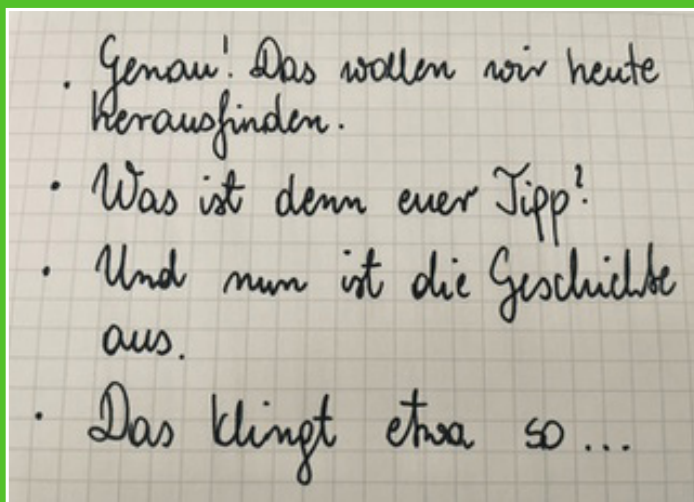 · Genau! Das wollen wir heute
herausfinden.
· Was ist denn euer Tipp?
· Und nun ist die Geschichte
aus.
· Das klingt etwa so...